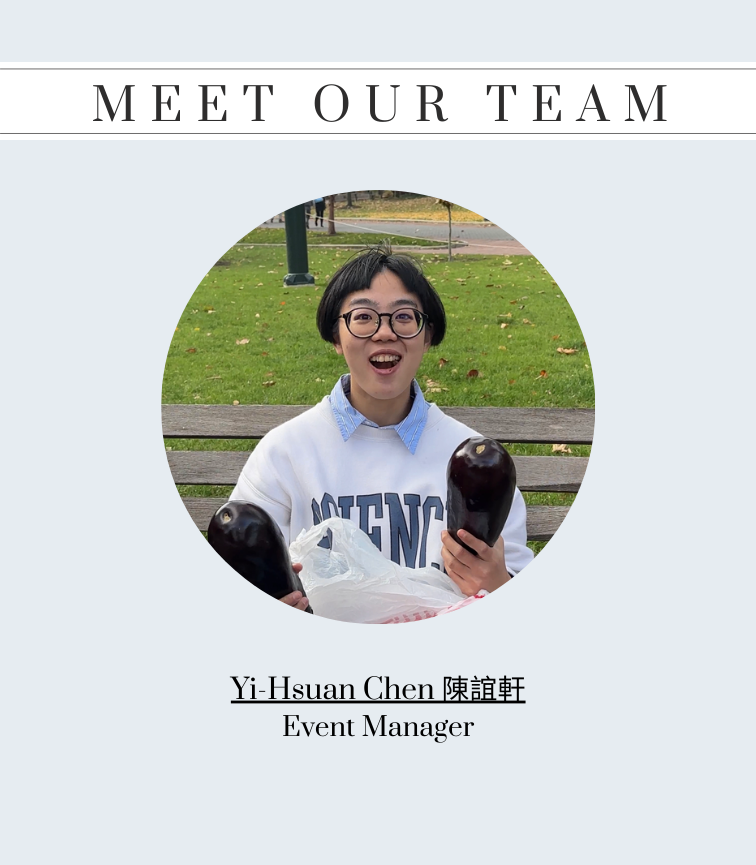 MEET OUR TEAM
Yi-Hsuan Chen 陳誼軒
Event Manager